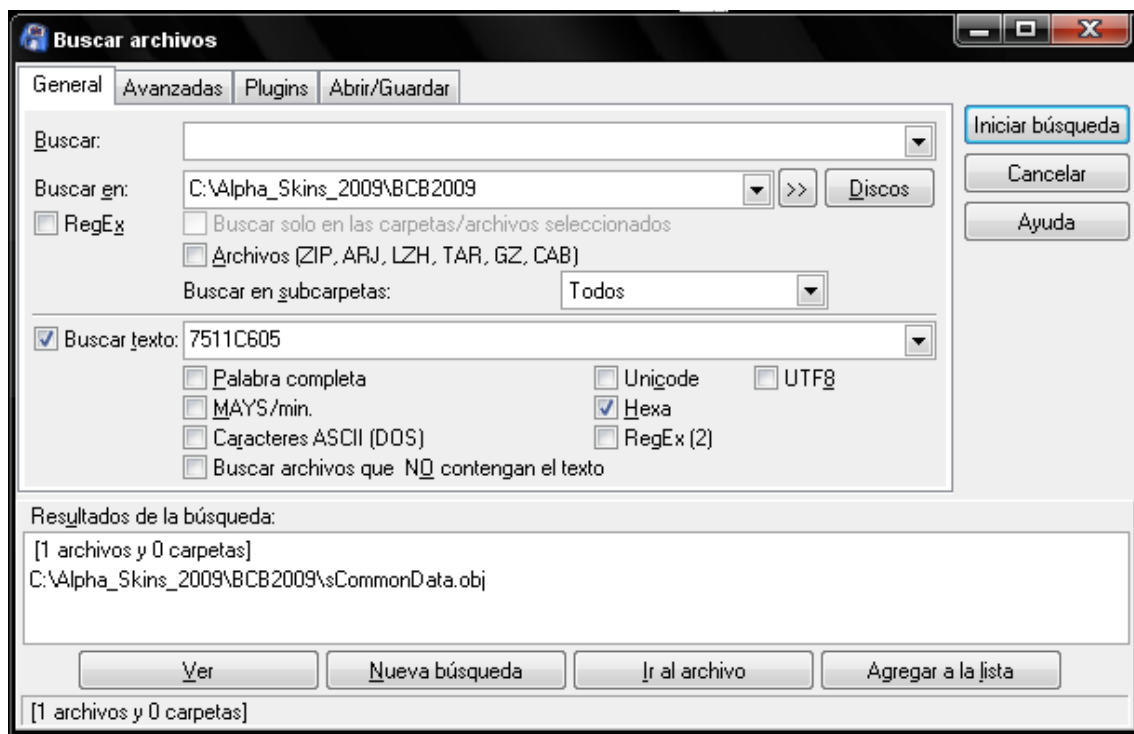 Buscar archivos
General Avanzadas Plugins Abrir/Guardar
Iniciar búsqueda
Cancelar
Ayuda
Buscar:
Buscar en: C:\Alpha_Skins_2009\BCB2009 >> Discos
RegEx Buscar solo en las carpetas/archivos seleccionados
Archivos (ZIP, ARJ, LZH, TAR, GZ, CAB)
Buscar en subcarpetas: Todos
Buscar texto: 7511C605
Palabra completa Unicode UTF8
MAYS/min. Hexa
Caracteres ASCII (DOS) RegEx (2)
Buscar archivos que NO contengan el texto
Resultados de la búsqueda:
[1 archivos y 0 carpetas]
C:\Alpha_Skins_2009\BCB2009\sCommonData.obj
Ver Nueva búsqueda Ir al archivo Agregar a la lista
[1 archivos y 0 carpetas]